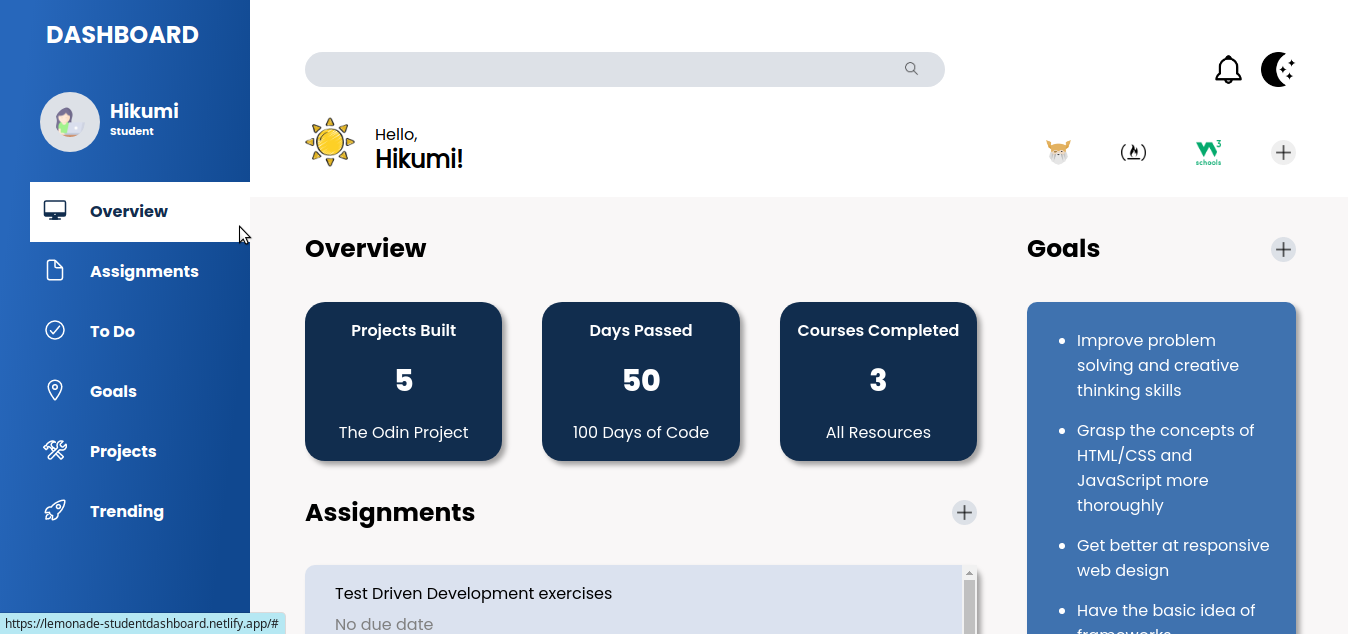 DASHBOARD
Hikumi
Student
Overview
Assignments
To Do
Goals
Projects
Trending
Hello,
Hikumi!
W3
schools
Overview
Projects Built
5
The Odin Project
Days Passed
50
100 Days of Code
Courses Completed
3
All Resources
Assignments
Test Driven Development exercises
No due date
Goals
Improve problem
solving and creative
thinking skills
Grasp the concepts of
HTML/CSS and
JavaScript more
thoroughly
Get better at responsive
web design
Have the basic idea of
frameworks
https://lemonade-studentdashboard.netlify.app/#